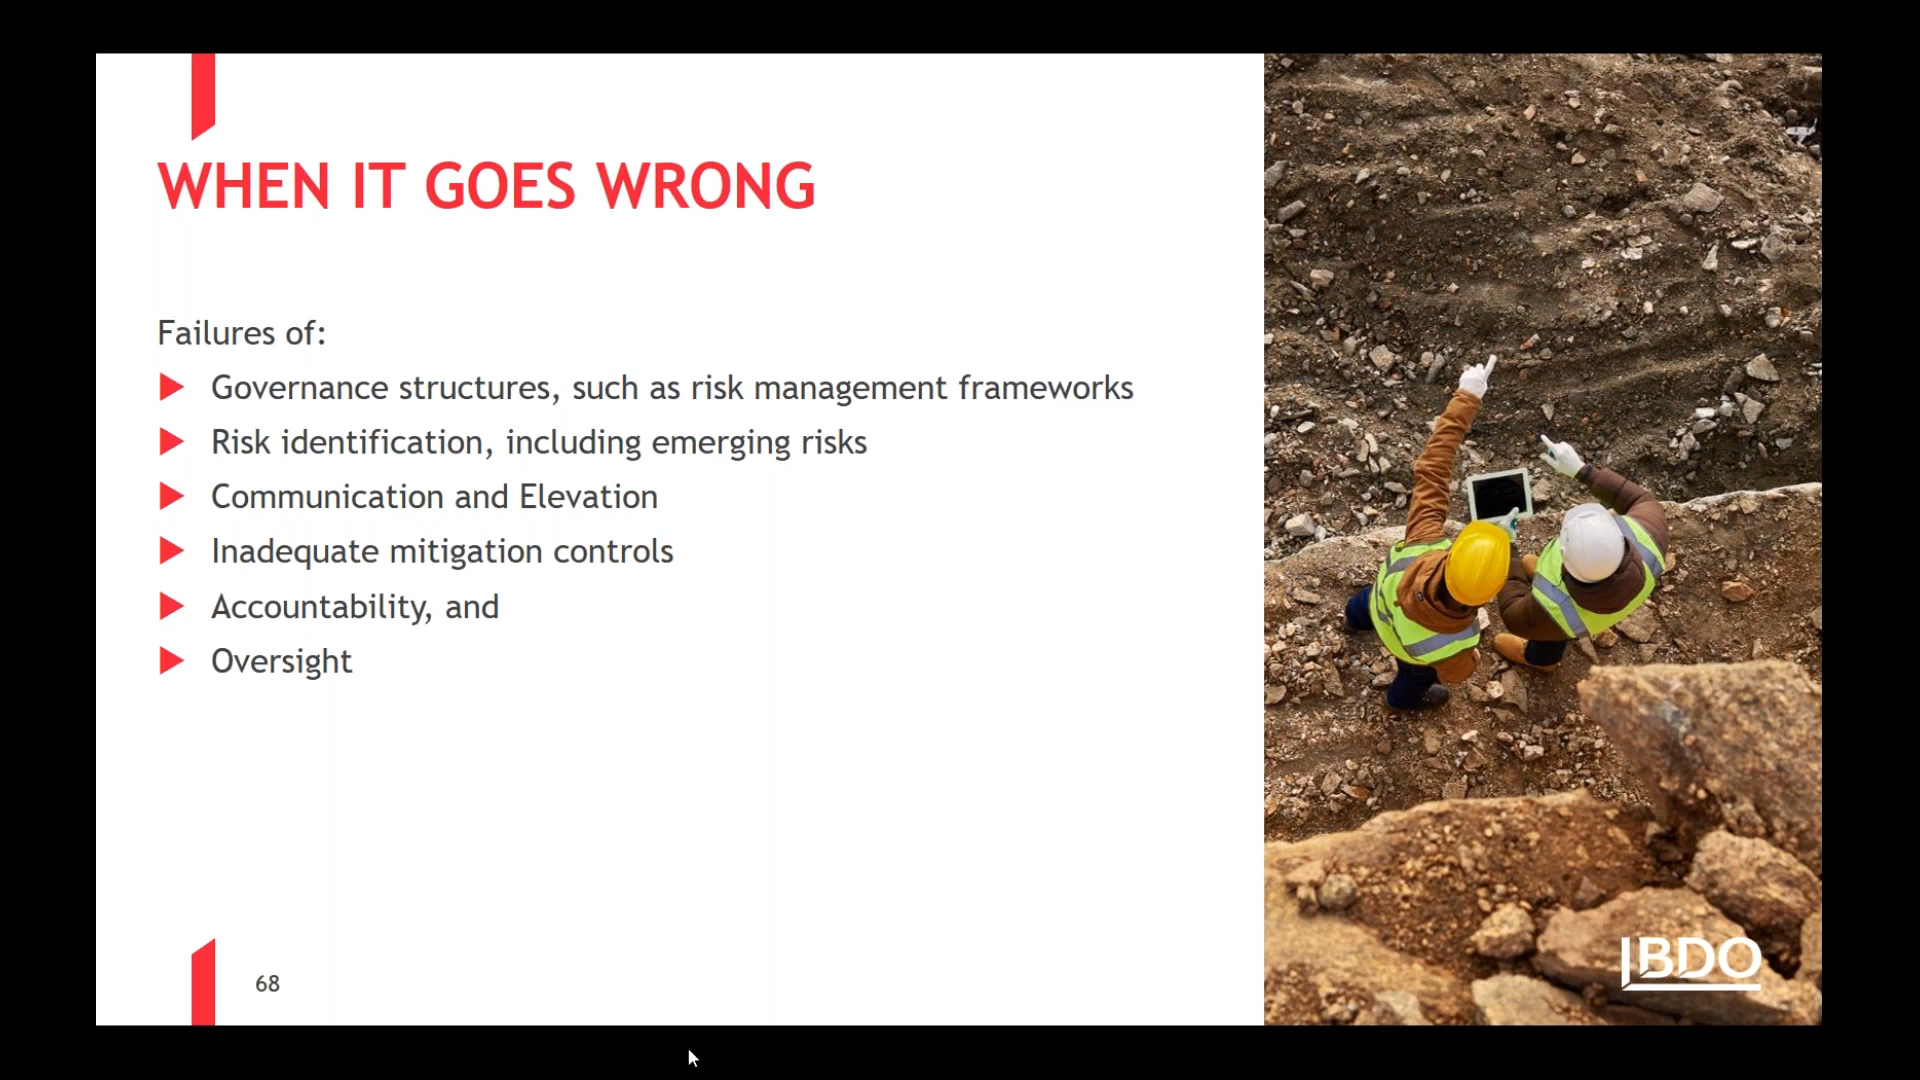 WHEN IT GOES WRONG
Failures of:
Governance structures, such as risk management frameworks
Risk identification, including emerging risks
Communication and Elevation
Inadequate mitigation controls
Accountability, and
Oversight
68
BDO